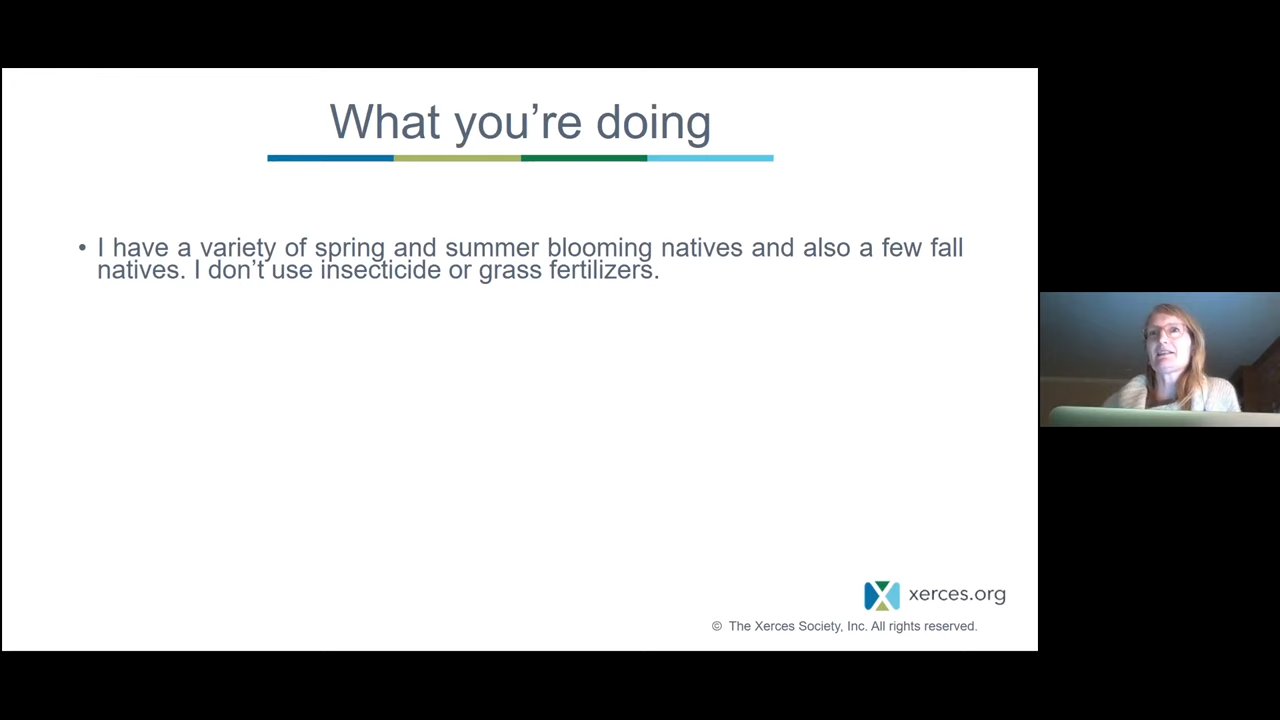 What you’re doing
• I have a variety of spring and summer blooming natives and also a few fall
natives. I don’t use insecticide or grass fertilizers.
xerces.org
© The Xerces Society, Inc. All rights reserved.